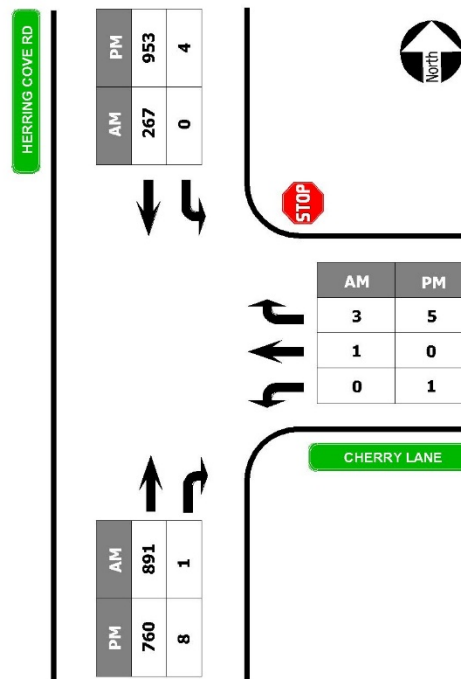 HERRING COVE RD
PM 953 4
AM 267 0
North
STOP
AM PM
3 5
1 0
0 1
CHERRY LANE
AM 891 1
PM 760 8